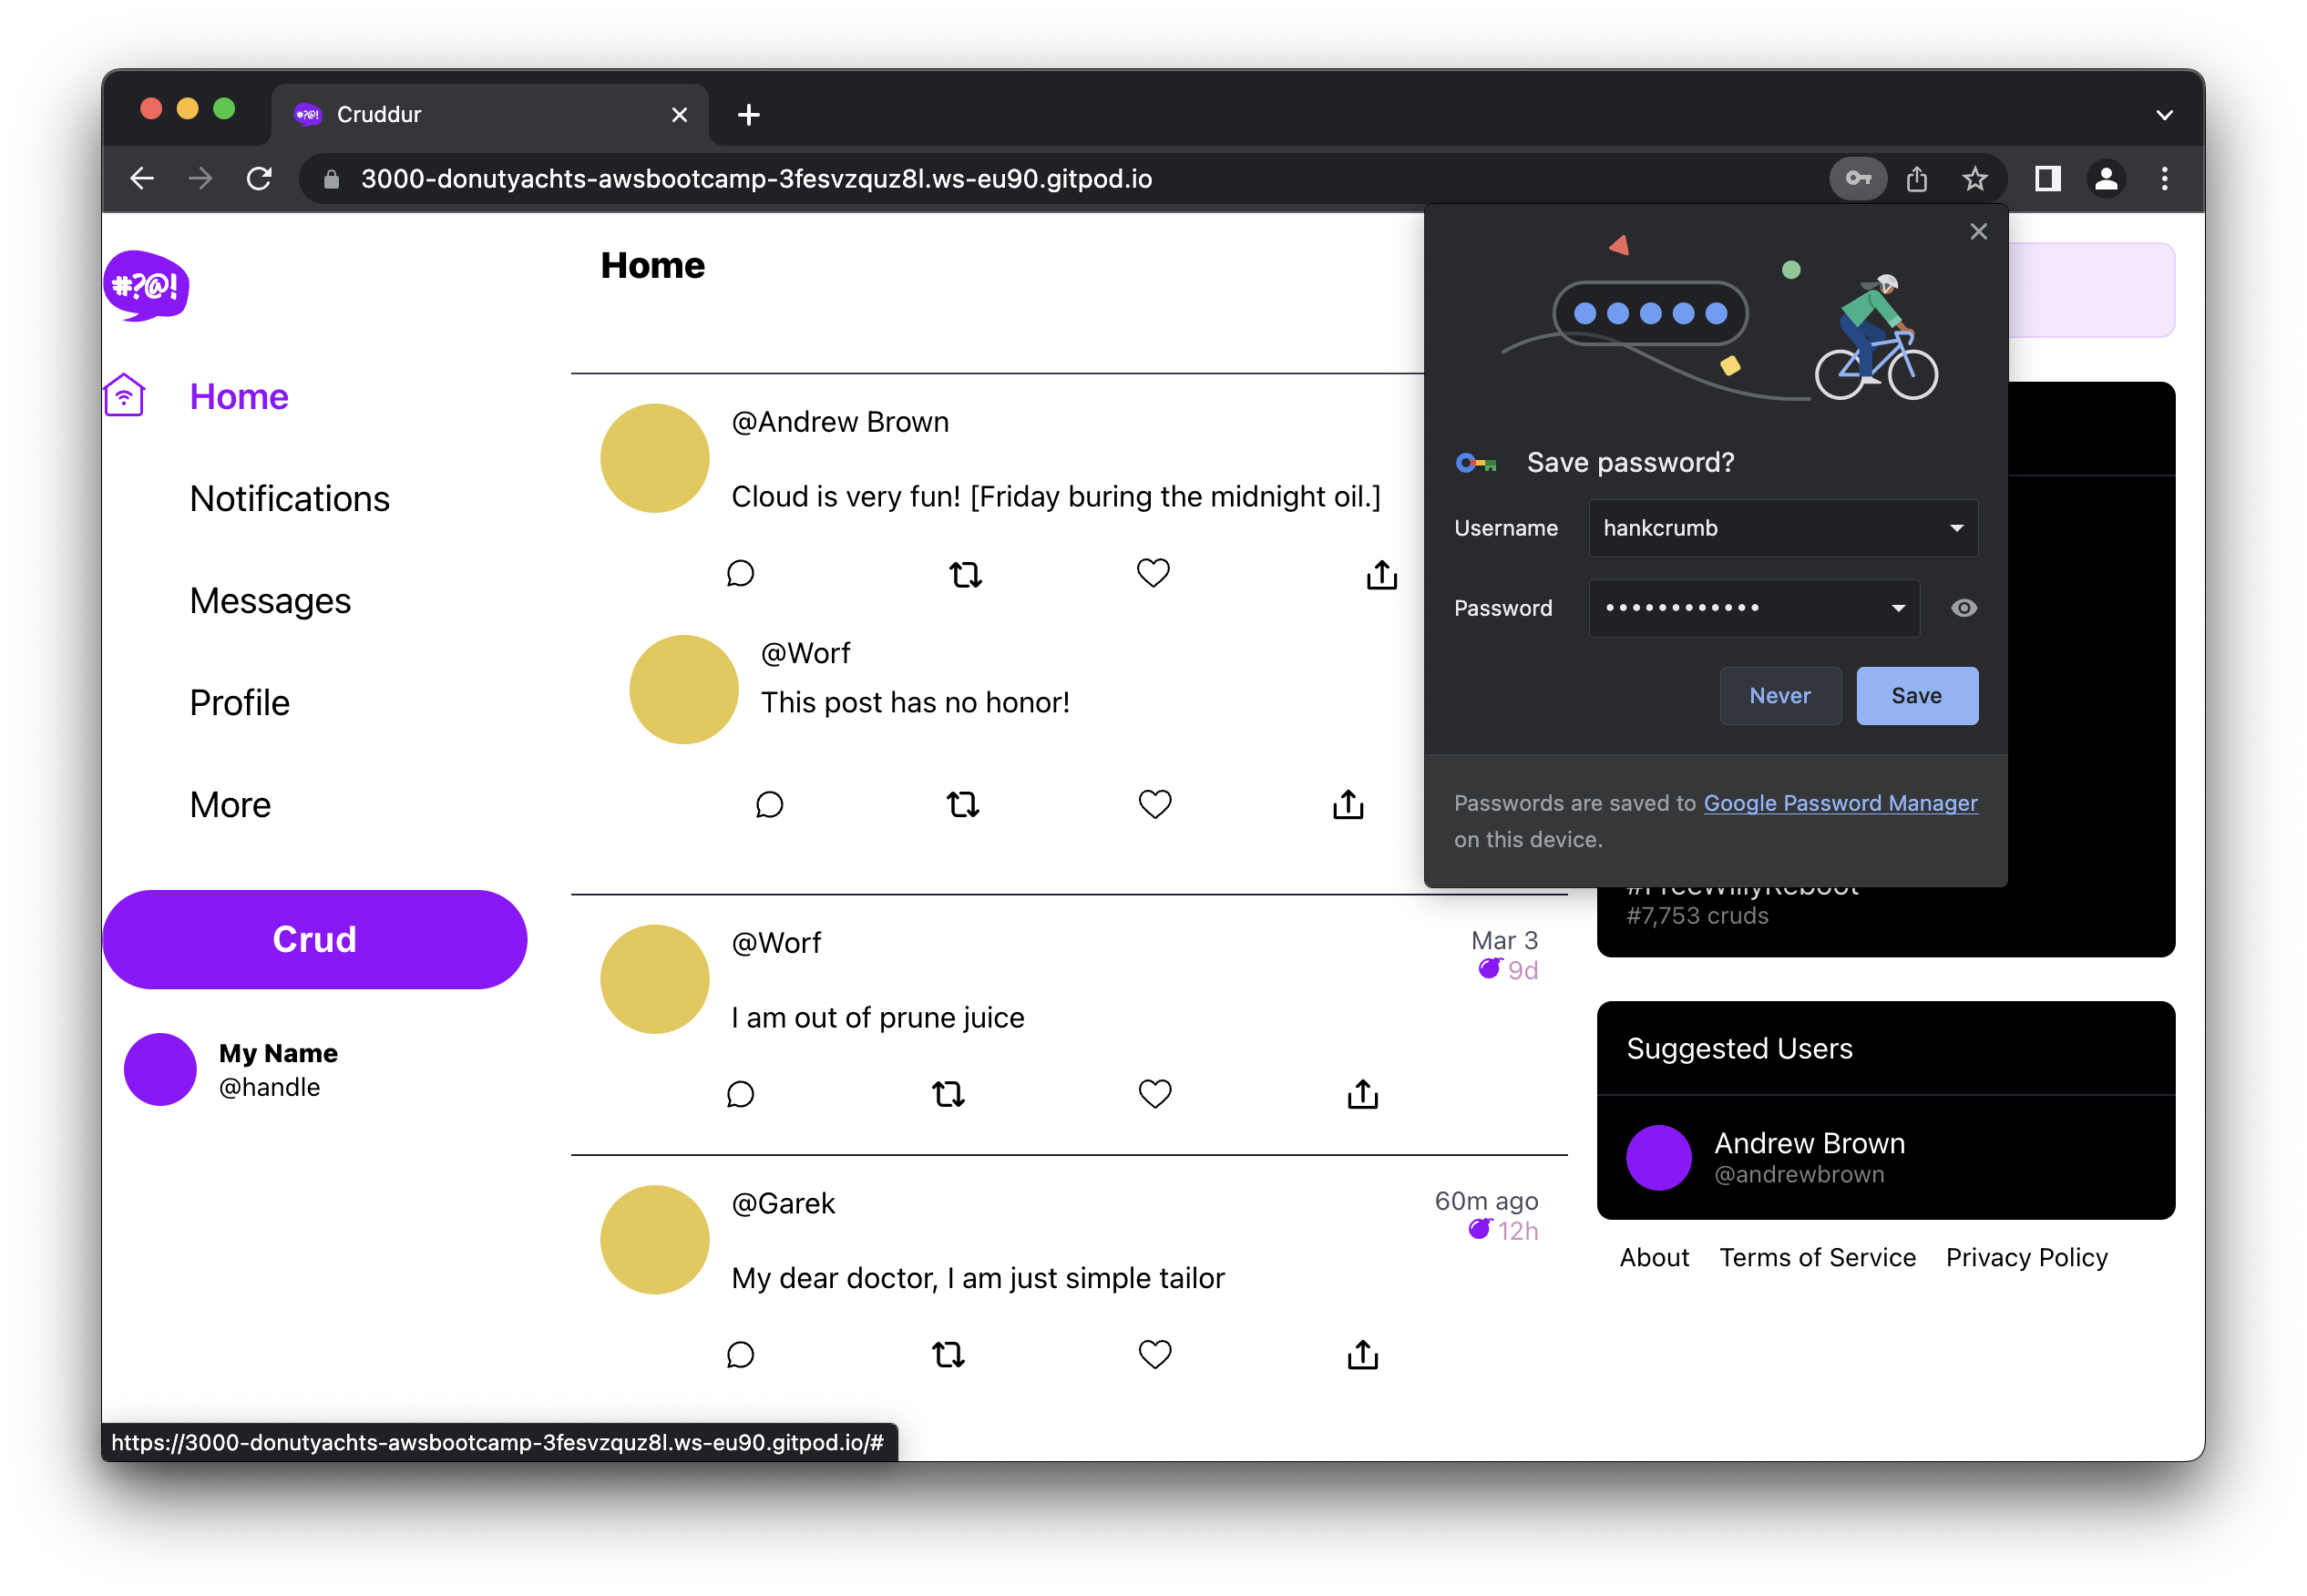 Cruddur
3000-donutyachts-awsbootcamp-3fesvzquz8l.ws-eu90.gitpod.io
#?@!
Home
Notifications
Messages
Profile
More
Crud
My Name
@handle
Home
@Andrew Brown
Cloud is very fun! [Friday buring the midnight oil.]
@Worf
This post has no honor!
@Worf
Mar 3
9d
I am out of prune juice
@Garek
60m ago
12h
My dear doctor, I am just simple tailor
Save password?
Username hankcrumb
Password ••••••••••••
Never Save
Passwords are saved to Google Password Manager
on this device.
#FreeWillyReboot
#7,753 cruds
Suggested Users
Andrew Brown
@andrewbrown
About Terms of Service Privacy Policy
https://3000-donutyachts-awsbootcamp-3fesvzquz8l.ws-eu90.gitpod.io/#